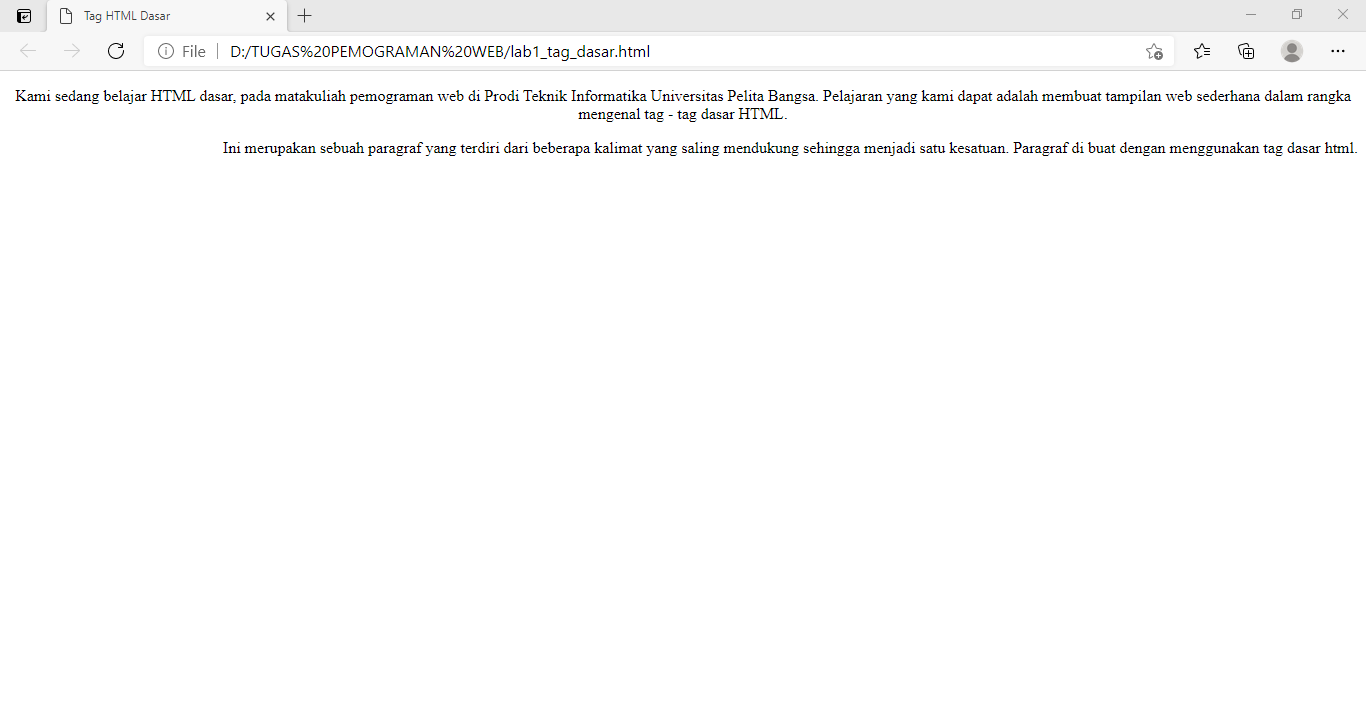 Tag HTML Dasar
File D:/TUGAS%20PEMOGRAMAN%20WEB/lab1_tag_dasar.html
Kami sedang belajar HTML dasar, pada matakuliah pemograman web di Prodi Teknik Informatika Universitas Pelita Bangsa. Pelajaran yang kami dapat adalah membuat tampilan web sederhana dalam rangka
mengenal tag - tag dasar HTML.
Ini merupakan sebuah paragraf yang terdiri dari beberapa kalimat yang saling mendukung sehingga menjadi satu kesatuan. Paragraf di buat dengan menggunakan tag dasar html.